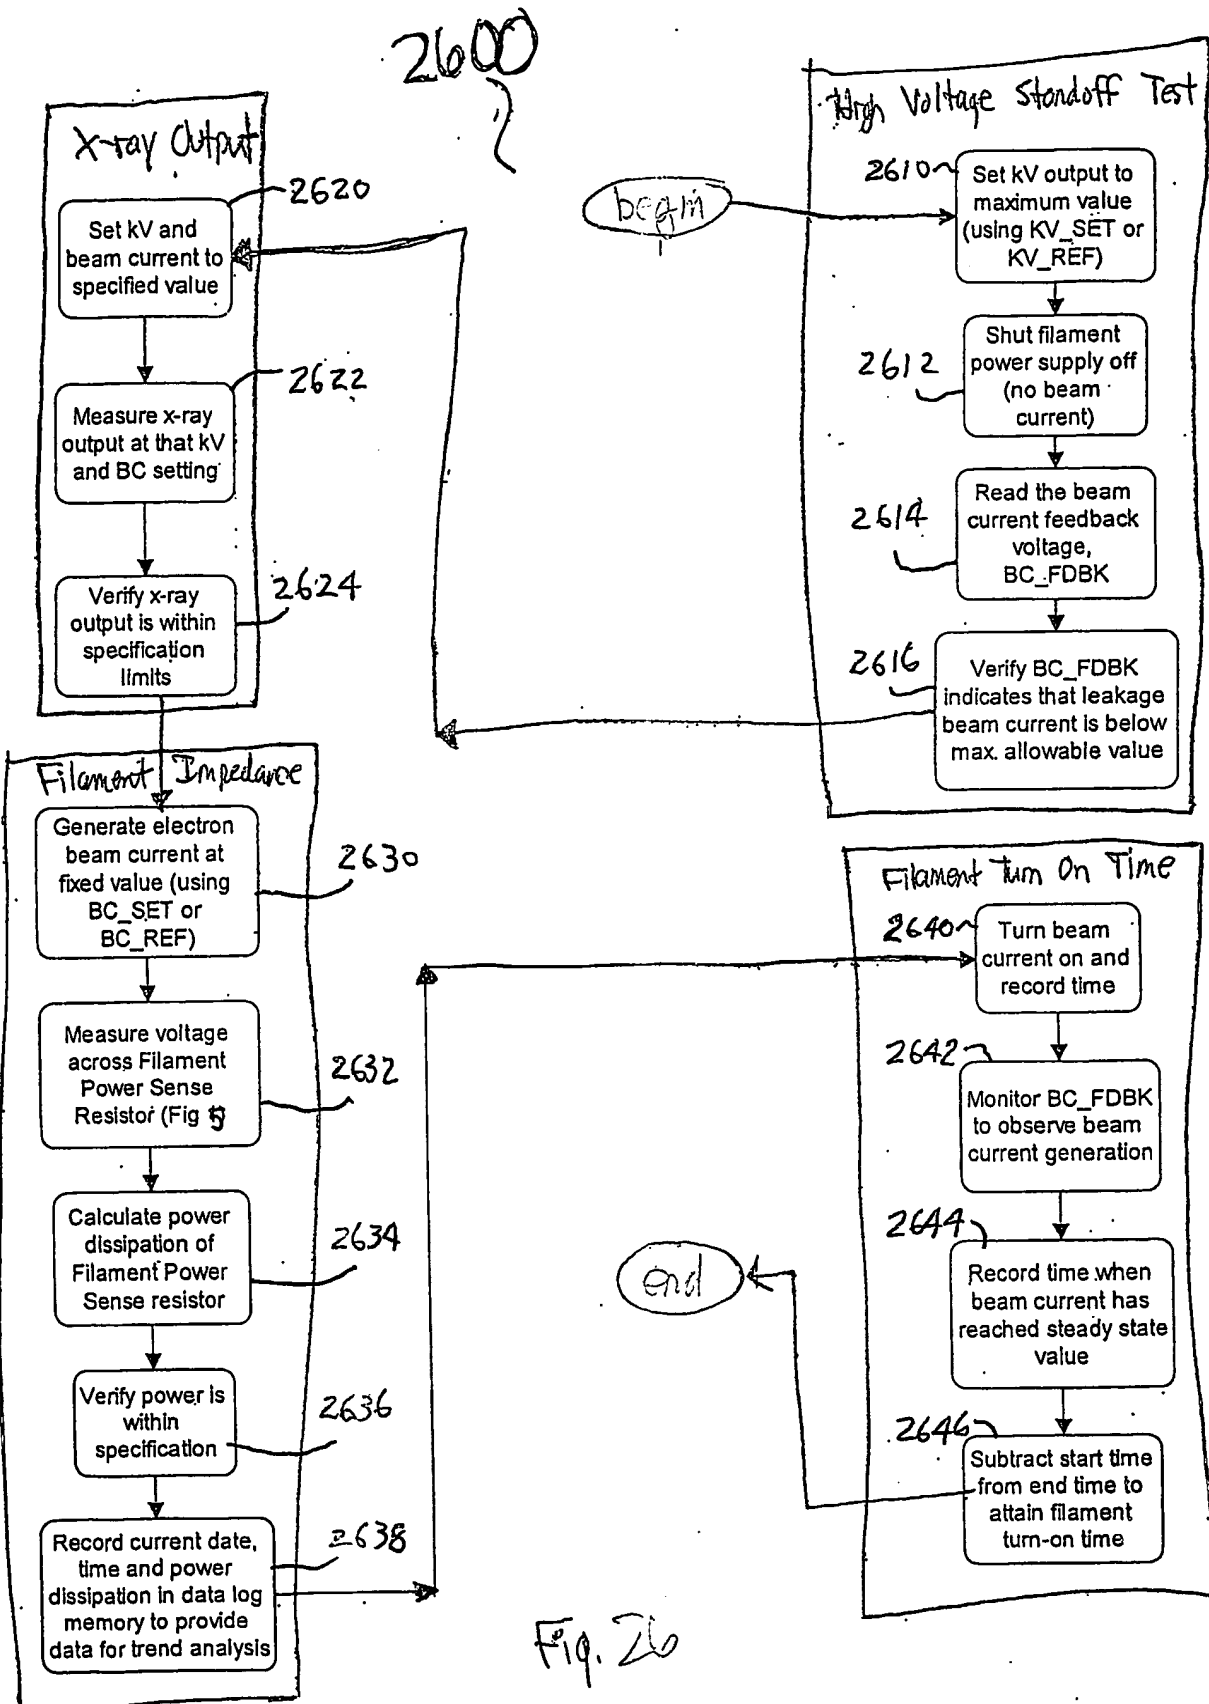 2600
High Voltage Standoff Test
begin
2610
Set kV output to
maximum value
(using KV_SET or
KV_REF)
2612
Shut filament
power supply off
(no beam
current)
2614
Read the beam
current feedback
voltage,
BC_FDBK
2616
Verify BC_FDBK
indicates that leakage
beam current is below
max. allowable value
X-ray Output
2620
Set kV and
beam current to
specified value
2622
Measure x-ray
output at that kV
and BC setting
2624
Verify x-ray
output is within
specification
limits
Filament Impedance
2630
Generate electron
beam current at
fixed value (using
BC_SET or
BC_REF)
2632
Measure voltage
across Filament
Power Sense
Resistor (Fig 5
2634
Calculate power
dissipation of
Filament Power
Sense resistor
2636
Verify power is
within
specification
2638
Record current date,
time and power
dissipation in data log
memory to provide
data for trend analysis
Filament Turn On Time
2640
Turn beam
current on and
record time
2642
Monitor BC_FDBK
to observe beam
current generation
2644
Record time when
beam current has
reached steady state
value
2646
Subtract start time
from end time to
attain filament
turn-on time
end
Fig. 26